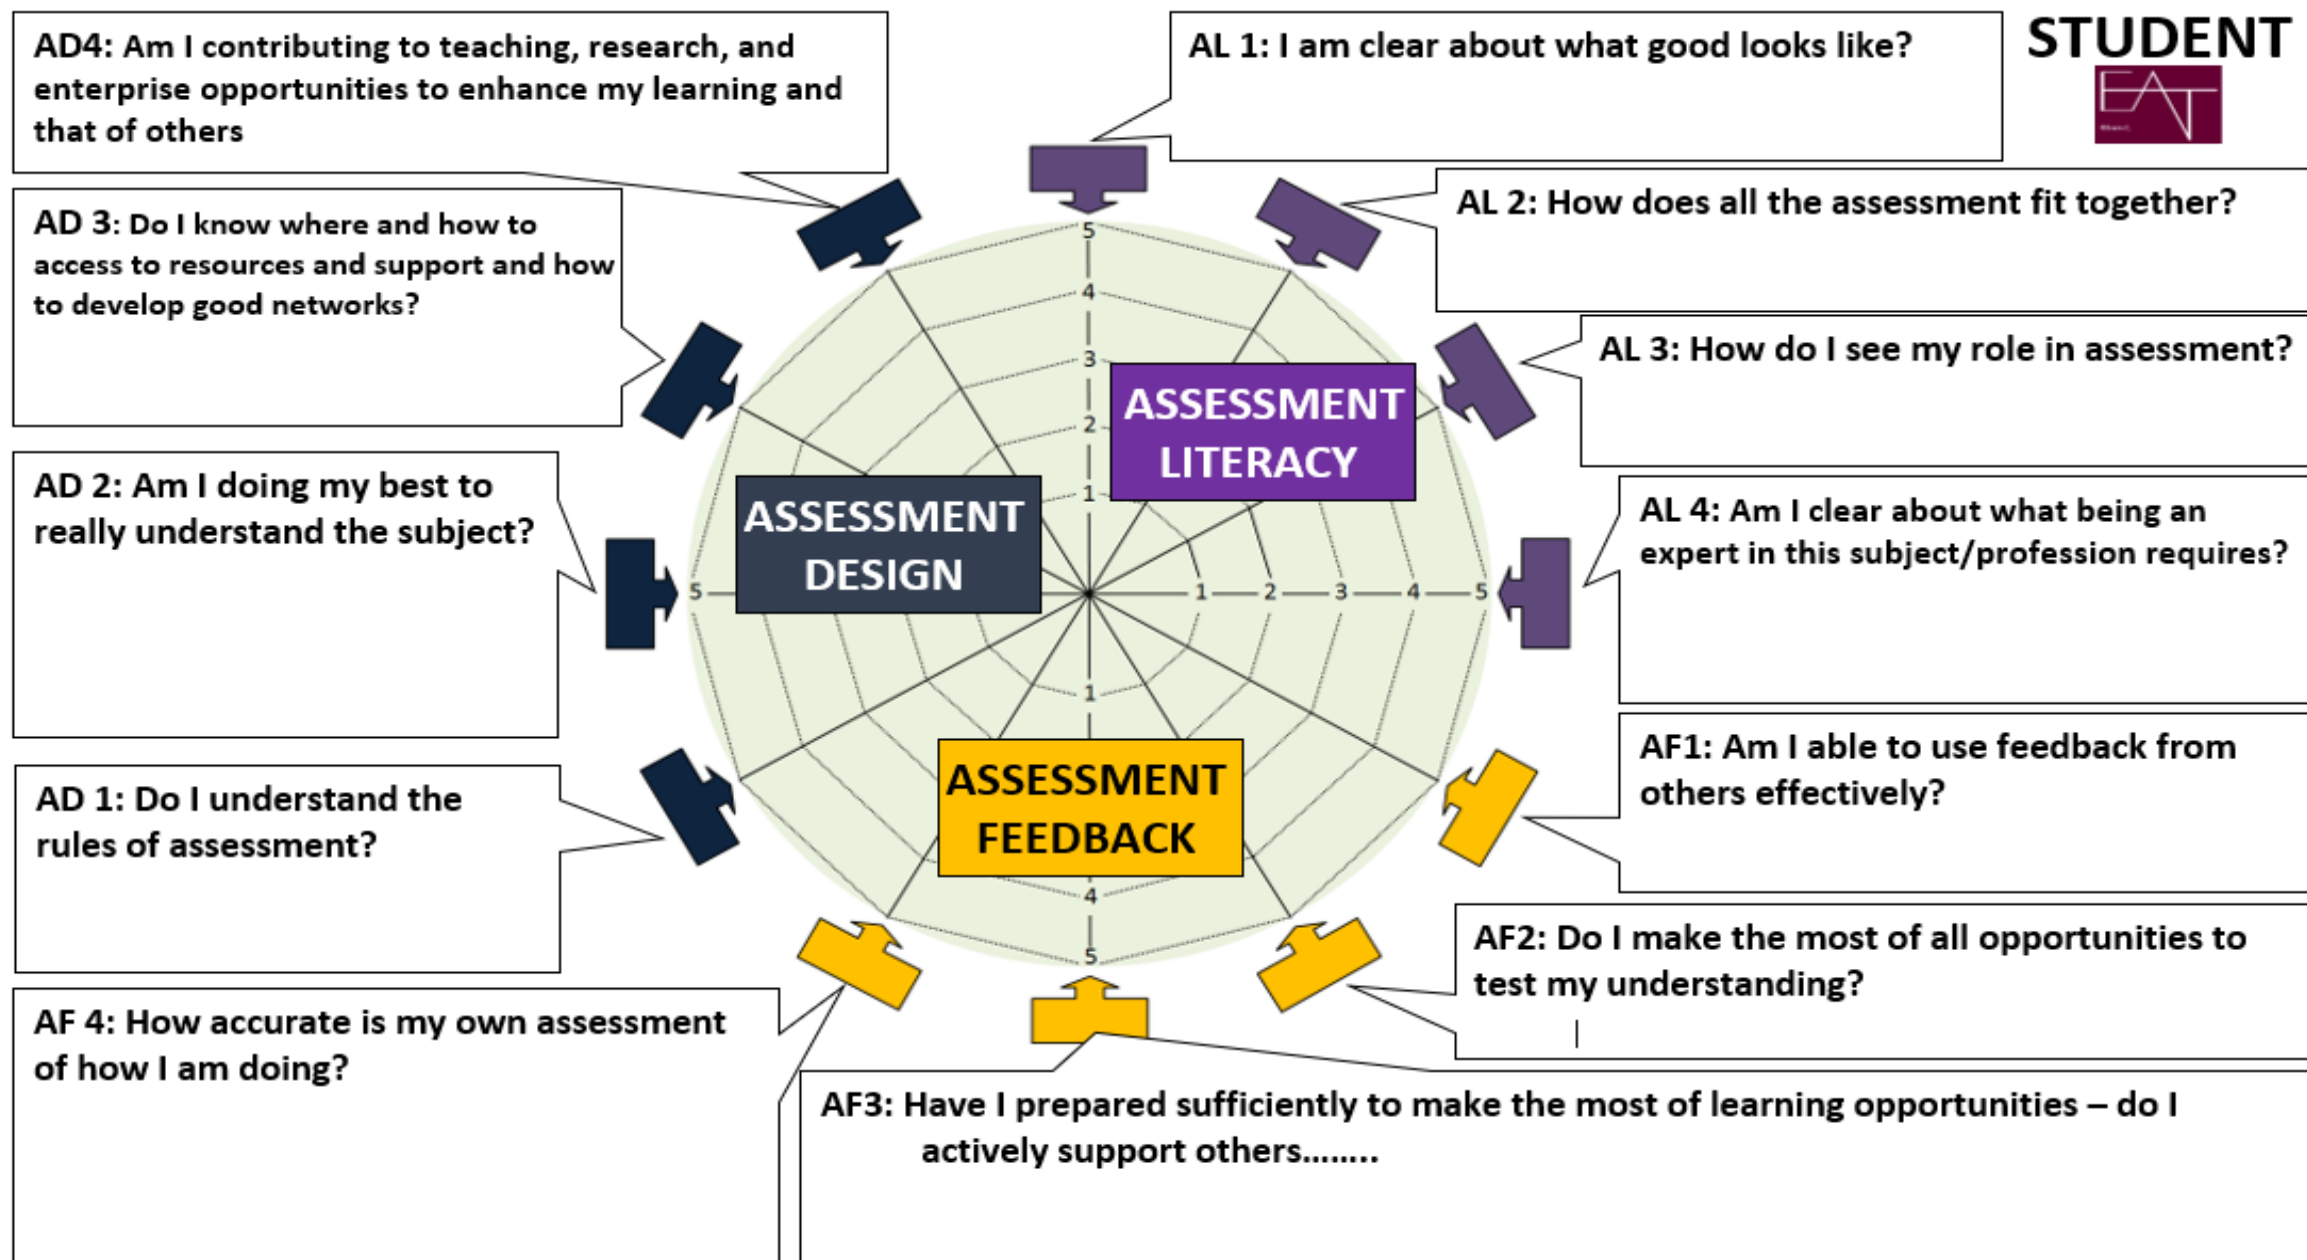 AD4: Am I contributing to teaching, research, and
enterprise opportunities to enhance my learning and
that of others
AL 1: I am clear about what good looks like?
STUDENT
EAT
AD 3: Do I know where and how to
access to resources and support and how
to develop good networks?
AL 2: How does all the assessment fit together?
AL 3: How do I see my role in assessment?
AD 2: Am I doing my best to
really understand the subject?
AL 4: Am I clear about what being an
expert in this subject/profession requires?
5
4
3
2
1
ASSESSMENT
LITERACY
ASSESSMENT
DESIGN
5
1
2
3
4
5
1
ASSESSMENT
FEEDBACK
4
5
AD 1: Do I understand the
rules of assessment?
AF1: Am I able to use feedback from
others effectively?
AF2: Do I make the most of all opportunities to
test my understanding?
AF 4: How accurate is my own assessment
of how I am doing?
AF3: Have I prepared sufficiently to make the most of learning opportunities – do I
actively support others........